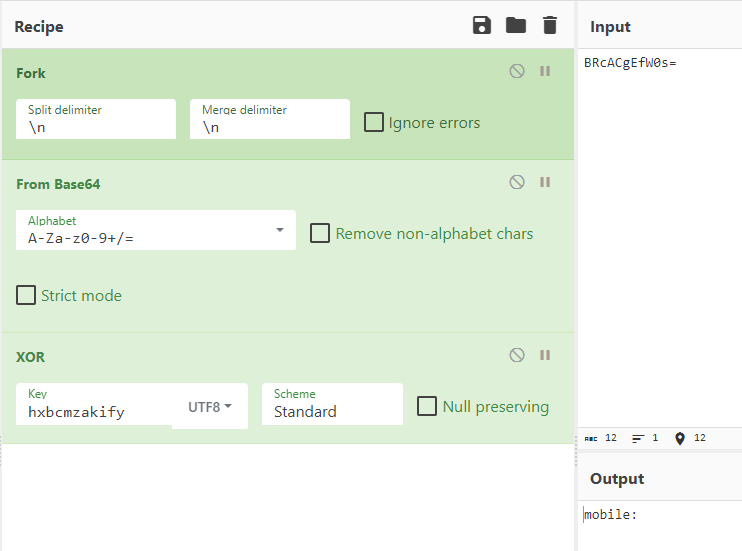 Recipe
Fork
Split delimiter
\n
Merge delimiter
\n
Ignore errors
From Base64
Alphabet
A-Za-z0-9+/=
Remove non-alphabet chars
Strict mode
XOR
Key
hxbcmzakify
UTF8
Scheme
Standard
Null preserving
Input
BRcACgEfW0s=
ABC 12 1 12
Output
mobile: